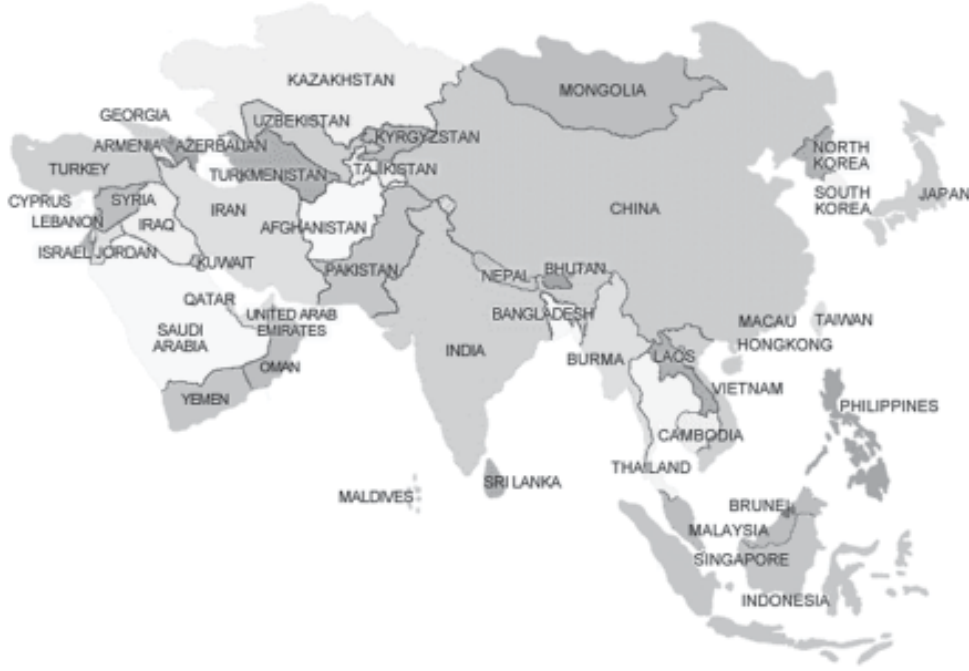 KAZAKHSTAN
MONGOLIA
GEORGIA
UZBEKISTAN
ARMENIA
AZERBAIJAN
KYRGYZSTAN
NORTH
KOREA
TURKEY
TURKMENISTAN
TAJIKISTAN
CYPRUS
SYRIA
IRAN
CHINA
SOUTH
KOREA
JAPAN
LEBANON
IRAQ
AFGHANISTAN
ISRAEL
JORDAN
KUWAIT
PAKISTAN
NEPAL
BHUTAN
QATAR
UNITED ARAB
EMIRATES
BANGLADESH
MACAU
TAIWAN
SAUDI
ARABIA
HONGKONG
INDIA
BURMA
LAOS
OMAN
VIETNAM
YEMEN
PHILIPPINES
CAMBODIA
THAILAND
SRI LANKA
MALDIVES
BRUNEI
MALAYSIA
SINGAPORE
INDONESIA